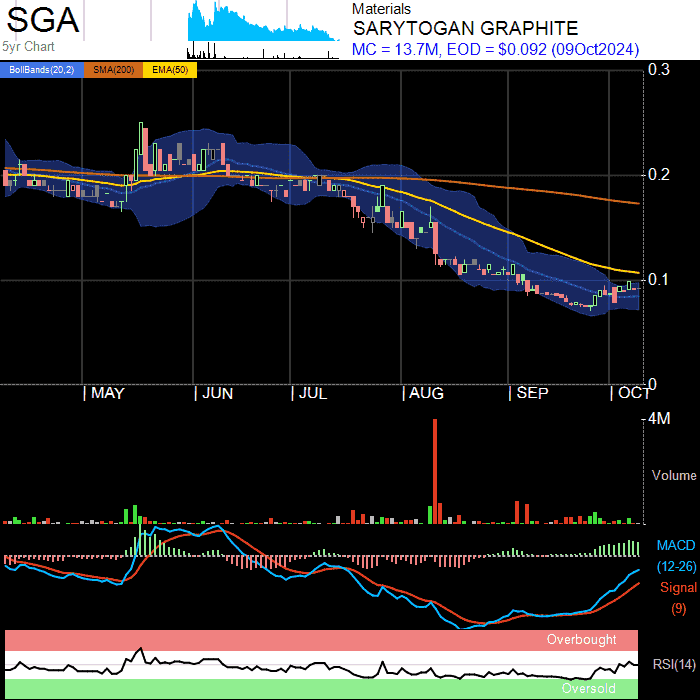 SGA
5yr Chart
Materials
SARYTOGAN GRAPHITE
MC = 13.7M, EOD = $0.092 (09Oct2024)
BollBands(20,2) SMA(200) EMA(50)
0.3
0.2
0.1
0
MAY JUN JUL AUG SEP OCT
4M
Volume
MACD
(12-26)
Signal
(9)
Overbought
RSI(14)
Oversold